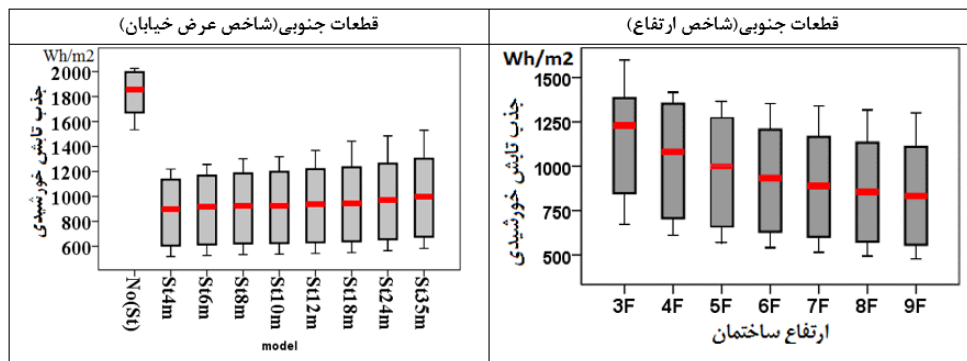 قطعات جنوبی(شاخص عرض خیابان)
Wh/m2
2000
1800
1600
1400
1200
1000
800
600
جذب تابش خورشیدی
No(St)
St4m
St6m
St8m
St10m
St12m
St18m
St24m
St35m
model
قطعات جنوبی(شاخص ارتفاع)
Wh/m2
1500
1250
1000
750
500
جذب تابش خورشیدی
3F 4F 5F 6F 7F 8F 9F
ارتفاع ساختمان